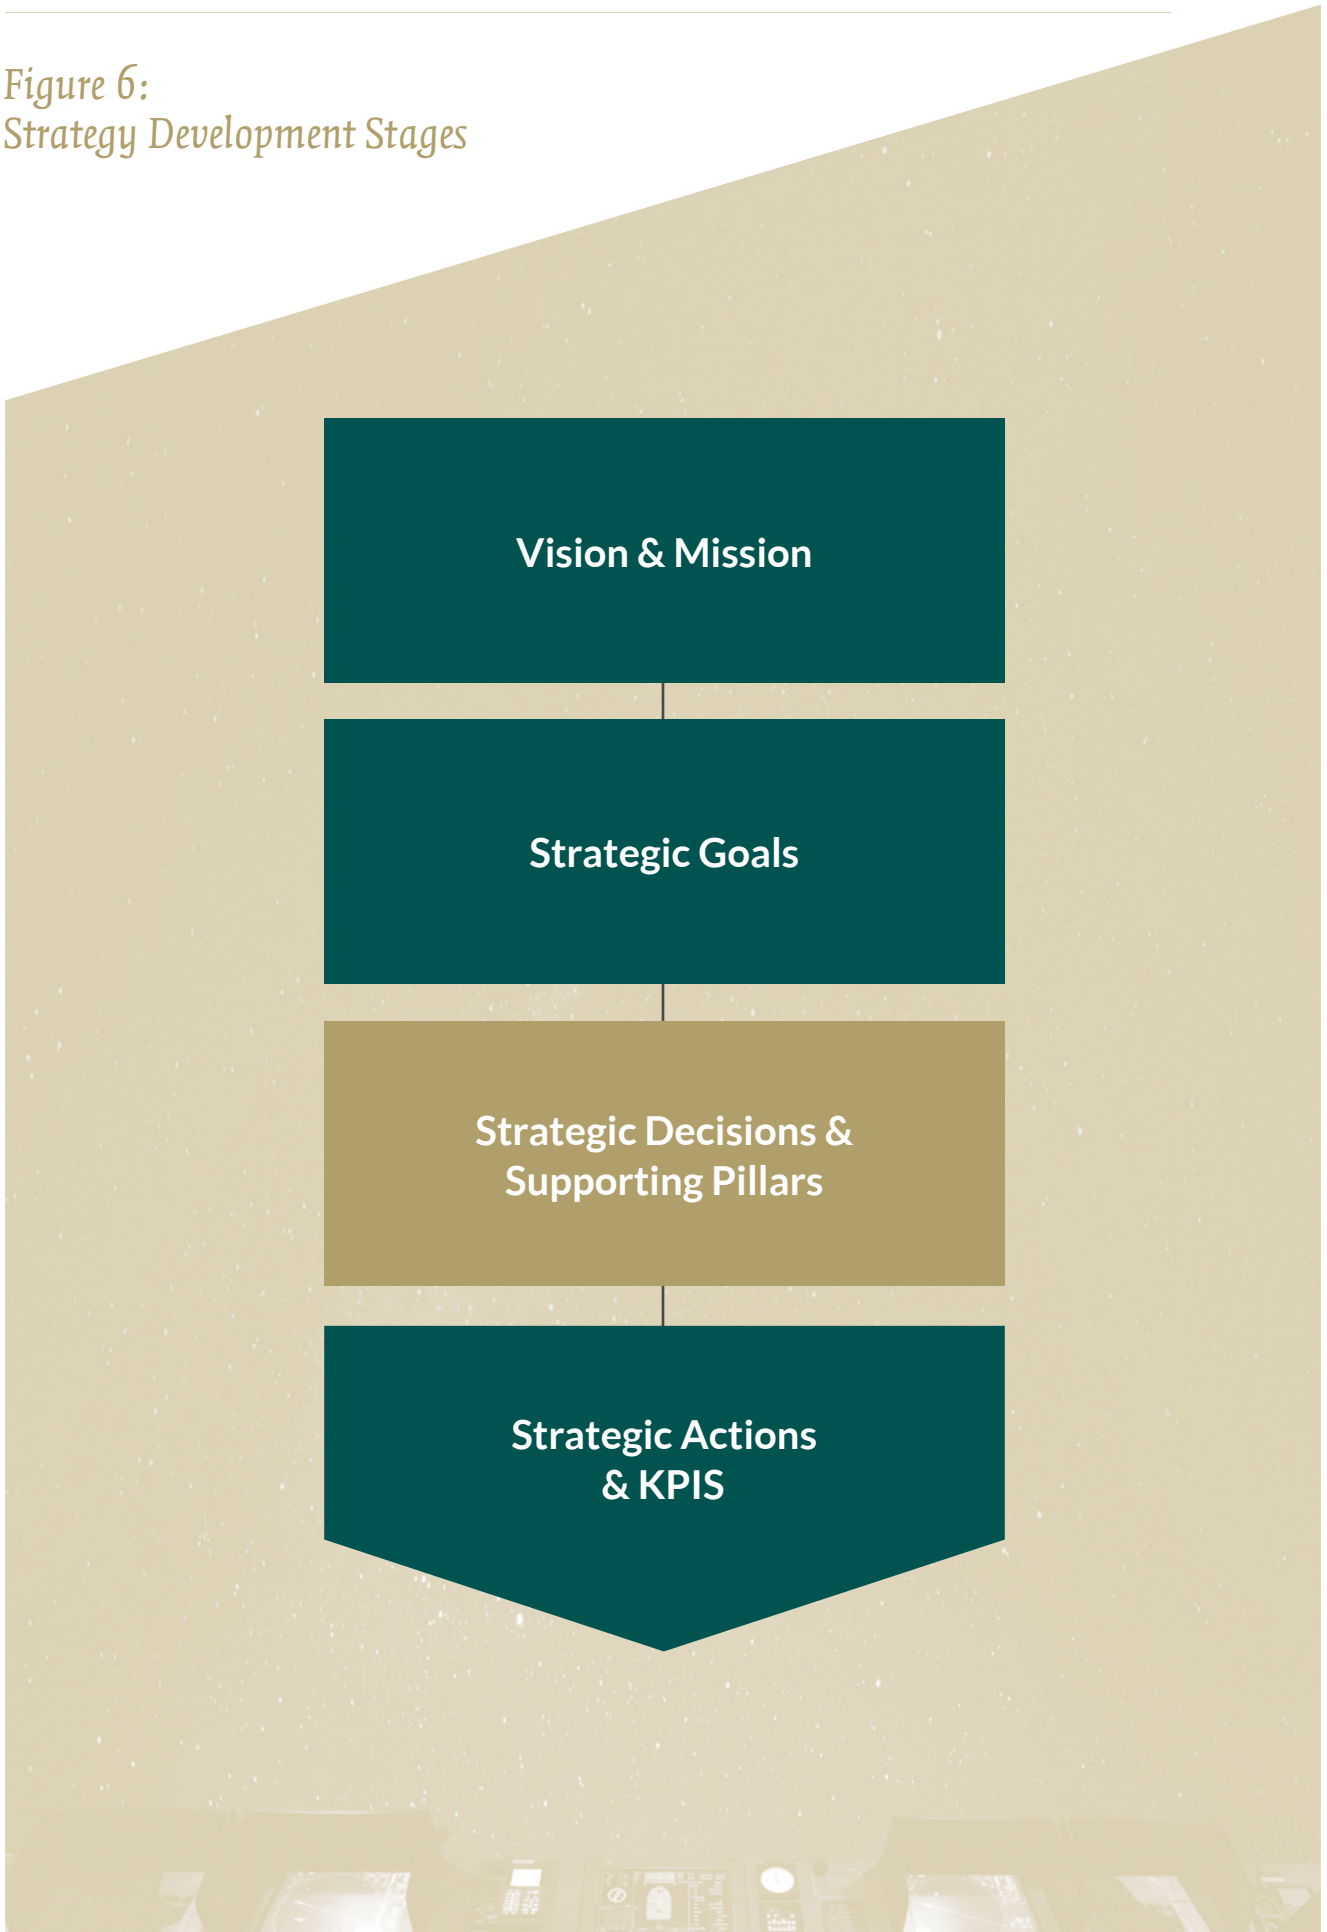 Figure 6:
Strategy Development Stages
Vision & Mission
Strategic Goals
Strategic Decisions &
Supporting Pillars
Strategic Actions
& KPIS